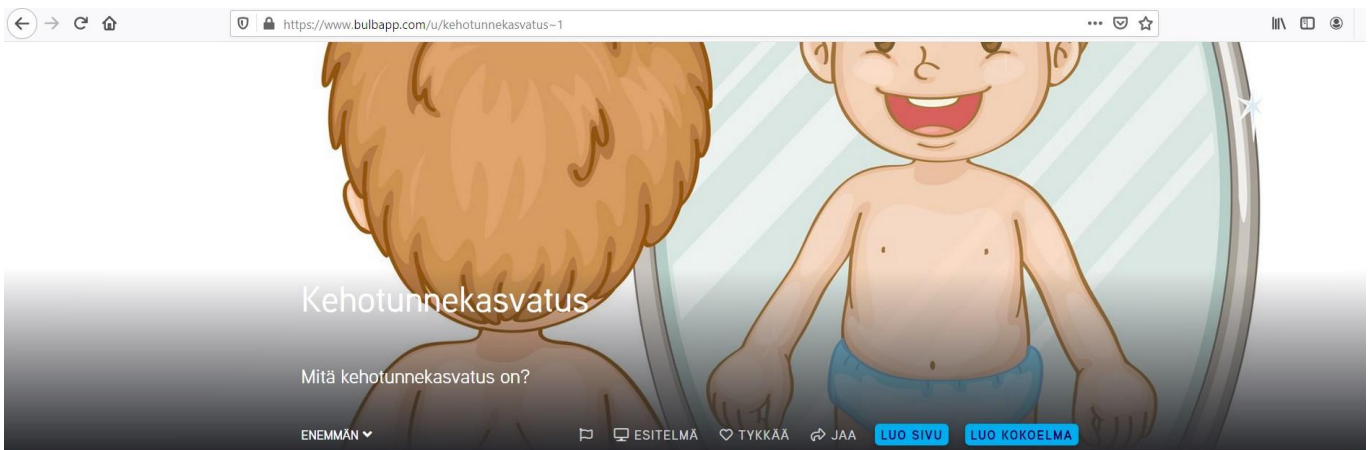 https://www.bulbapp.com/u/kehotunnekasvatus~1
Kehotunnekasvatus
Mitä kehotunnekasvatus on?
ENEMMÄN
ESITELMÄ
TYKKÄÄ
JAA
LUO SIVU
LUO KOKOELMA